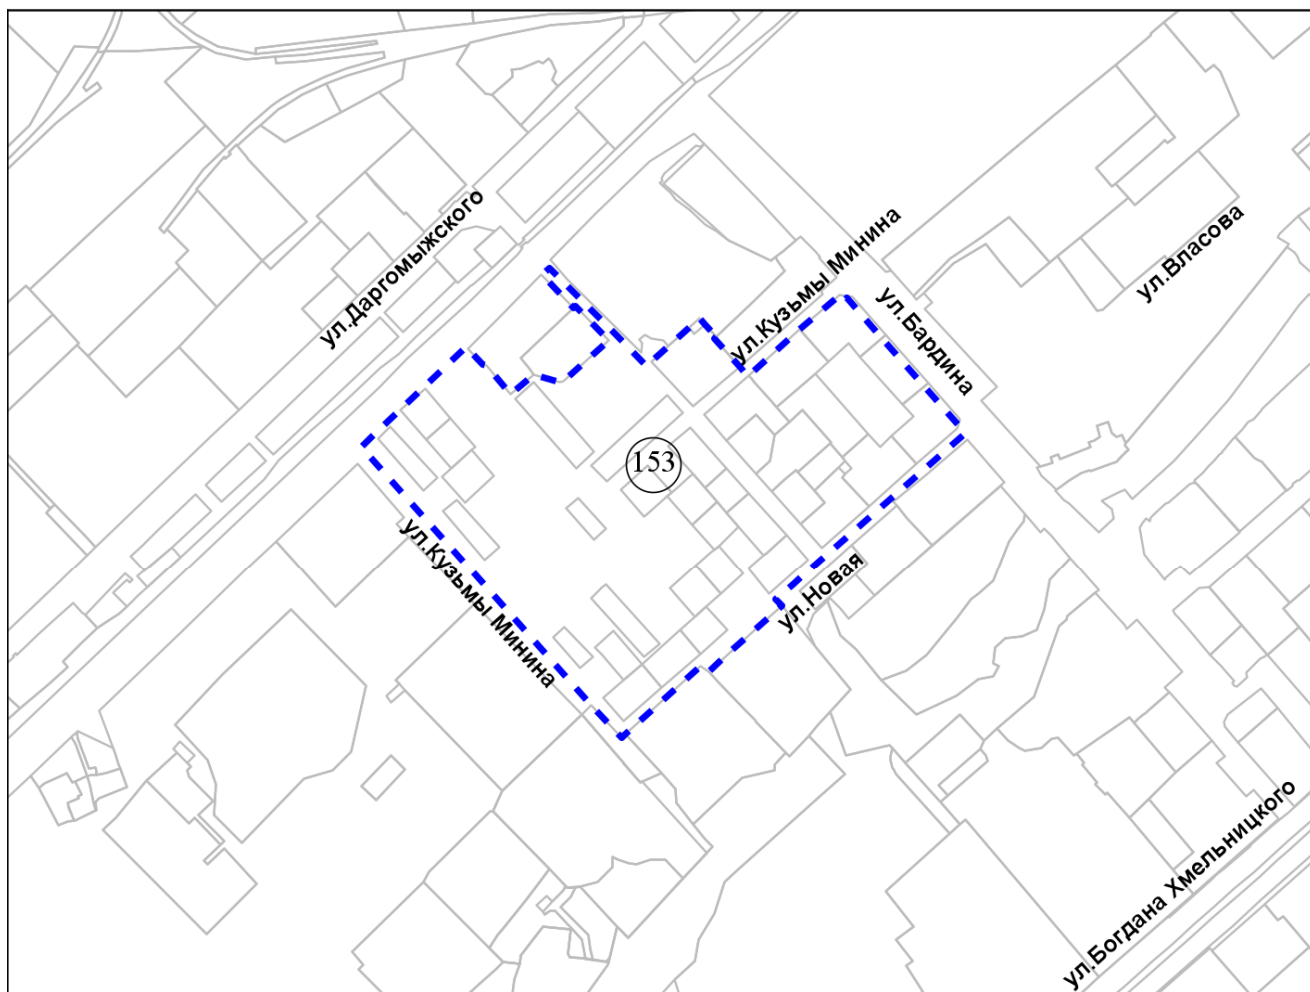 ул.Даргомыжского
ул.Кузьмы Минина
ул.Власова
ул.Бардина
153
ул.Кузьмы Минина
ул.Новая
ул.Богдана Хмельницкого